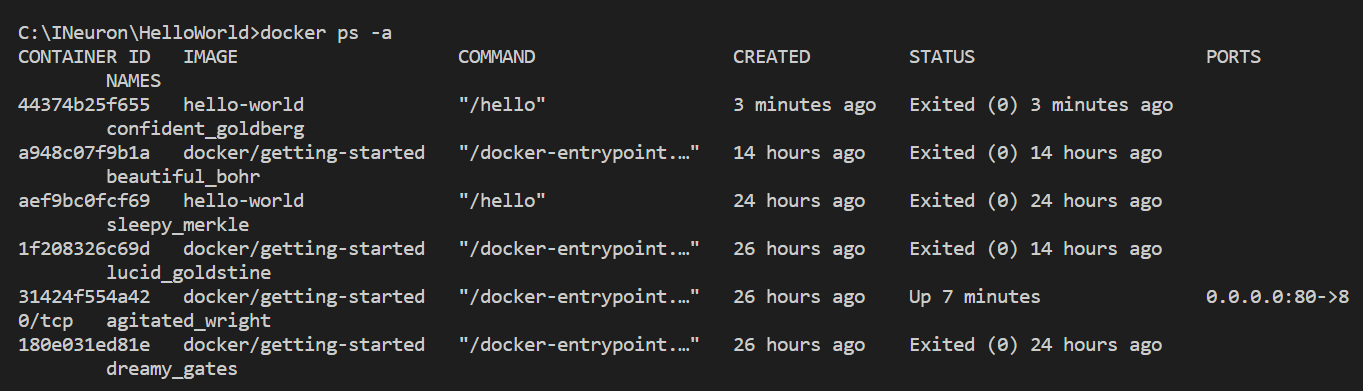 C:\INeuron\HelloWorld>docker ps -a
CONTAINER ID   IMAGE                    COMMAND                  CREATED         STATUS                     PORTS
        NAMES
44374b25f655   hello-world              "/hello"                 3 minutes ago   Exited (0) 3 minutes ago
        confident_goldberg
a948c07f9b1a   docker/getting-started   "/docker-entrypoint.…"   14 hours ago    Exited (0) 14 hours ago
        beautiful_bohr
aef9bc0fcf69   hello-world              "/hello"                 24 hours ago    Exited (0) 24 hours ago
        sleepy_merkle
1f208326c69d   docker/getting-started   "/docker-entrypoint.…"   26 hours ago    Exited (0) 14 hours ago
        lucid_goldstine
31424f554a42   docker/getting-started   "/docker-entrypoint.…"   26 hours ago    Up 7 minutes               0.0.0.0:80->8
0/tcp   agitated_wright
180e031ed81e   docker/getting-started   "/docker-entrypoint.…"   26 hours ago    Exited (0) 24 hours ago
        dreamy_gates